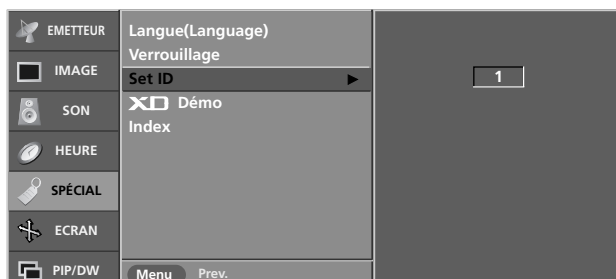 EMETTEUR
IMAGE
SON
HEURE
SPÉCIAL
ECRAN
PIP/DW
Langue(Language)
Verrouillage
Set ID ►
XD Démo
Index
Menu Prev.
1